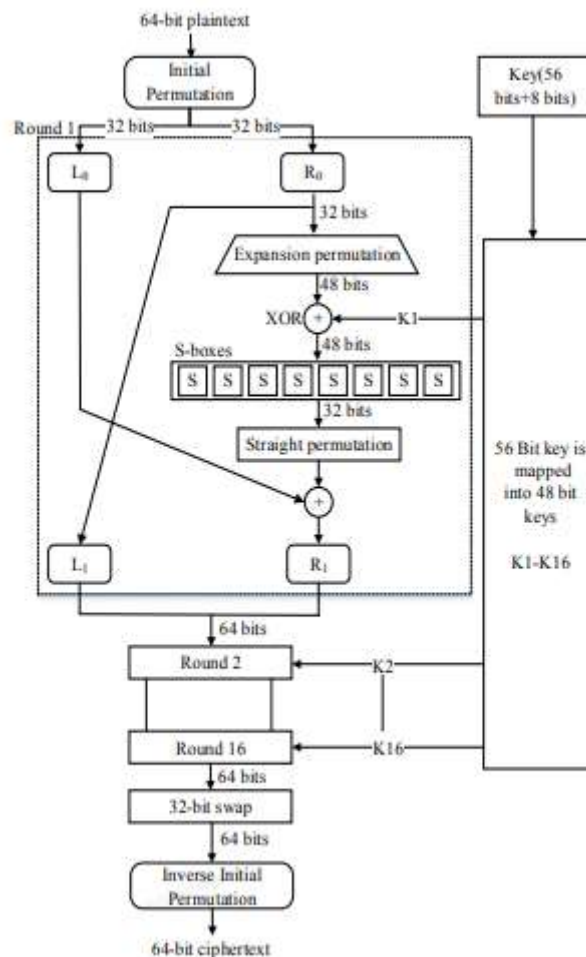 64-bit plaintext
Initial
Permutation
Key(56
bits+8 bits)
Round 1
32 bits
32 bits
L0
R0
32 bits
Expansion permutation
48 bits
XOR
+
K1
48 bits
S-boxes
S S S S S S S S
32 bits
Straight permutation
+
56 Bit key is
mapped
into 48 bit
keys
K1-K16
L1
R1
64 bits
Round 2
K2
Round 16
K16
64 bits
32-bit swap
64 bits
Inverse Initial
Permutation
64-bit ciphertext